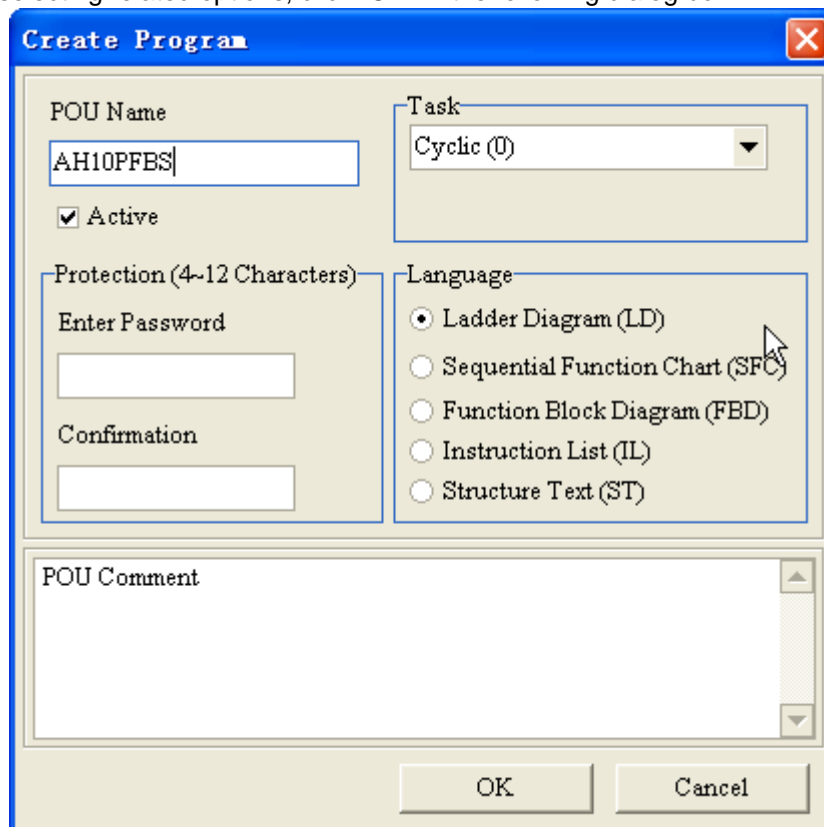 Create Program
POU Name
AH10PFBS
Active
Task
Cyclic (0)
Protection (4~12 Characters)
Enter Password
Confirmation
Language
Ladder Diagram (LD)
Sequential Function Chart (SFC)
Function Block Diagram (FBD)
Instruction List (IL)
Structure Text (ST)
POU Comment
OK
Cancel